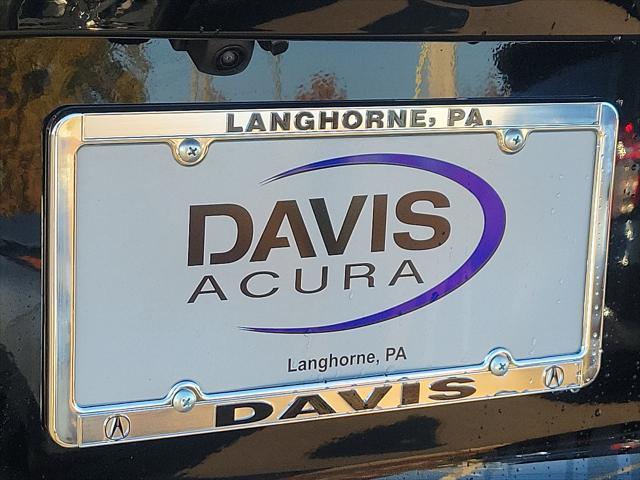 LANGHORNE, PA.
DAVIS
ACURA
Langhorne, PA
DAVIS